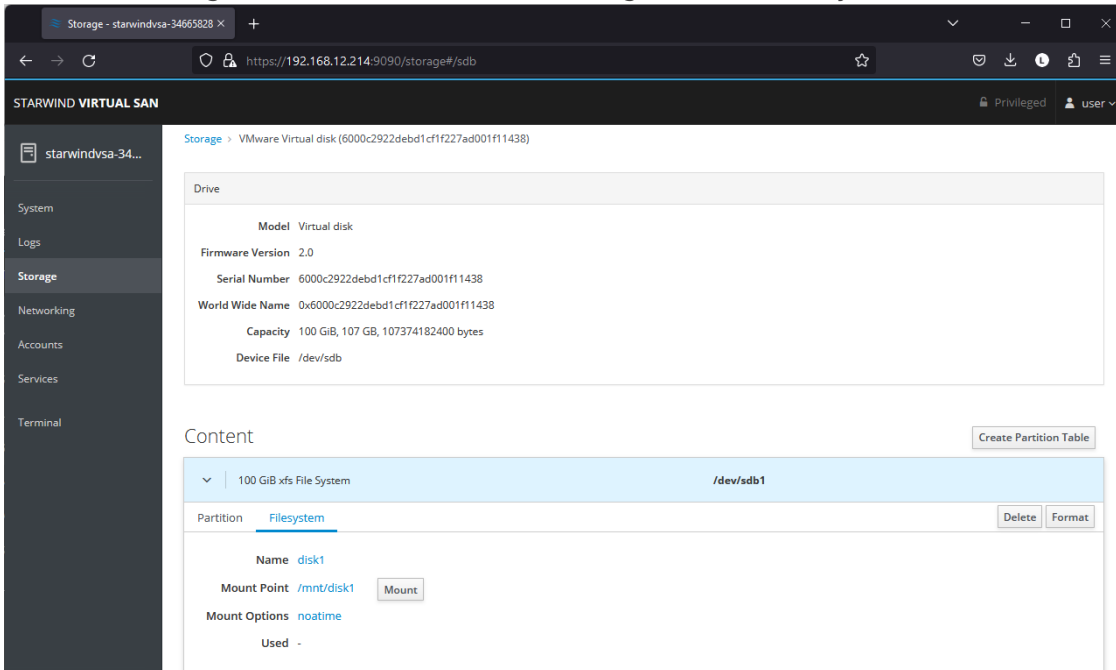 Storage - starwindvsa-34665828
https://192.168.12.214:9090/storage#/sdb
STARWIND VIRTUAL SAN
Privileged
user
starwindvsa-34...
System
Logs
Storage
Networking
Accounts
Services
Terminal
Storage > VMware Virtual disk (6000c2922debd1cf1f227ad001f11438)
Drive
Model Virtual disk
Firmware Version 2.0
Serial Number 6000c2922debd1cf1f227ad001f11438
World Wide Name 0x6000c2922debd1cf1f227ad001f11438
Capacity 100 GiB, 107 GB, 107374182400 bytes
Device File /dev/sdb
Content
Create Partition Table
100 GiB xfs File System /dev/sdb1
Partition Filesystem Delete Format
Name disk1
Mount Point /mnt/disk1 Mount
Mount Options noatime
Used -